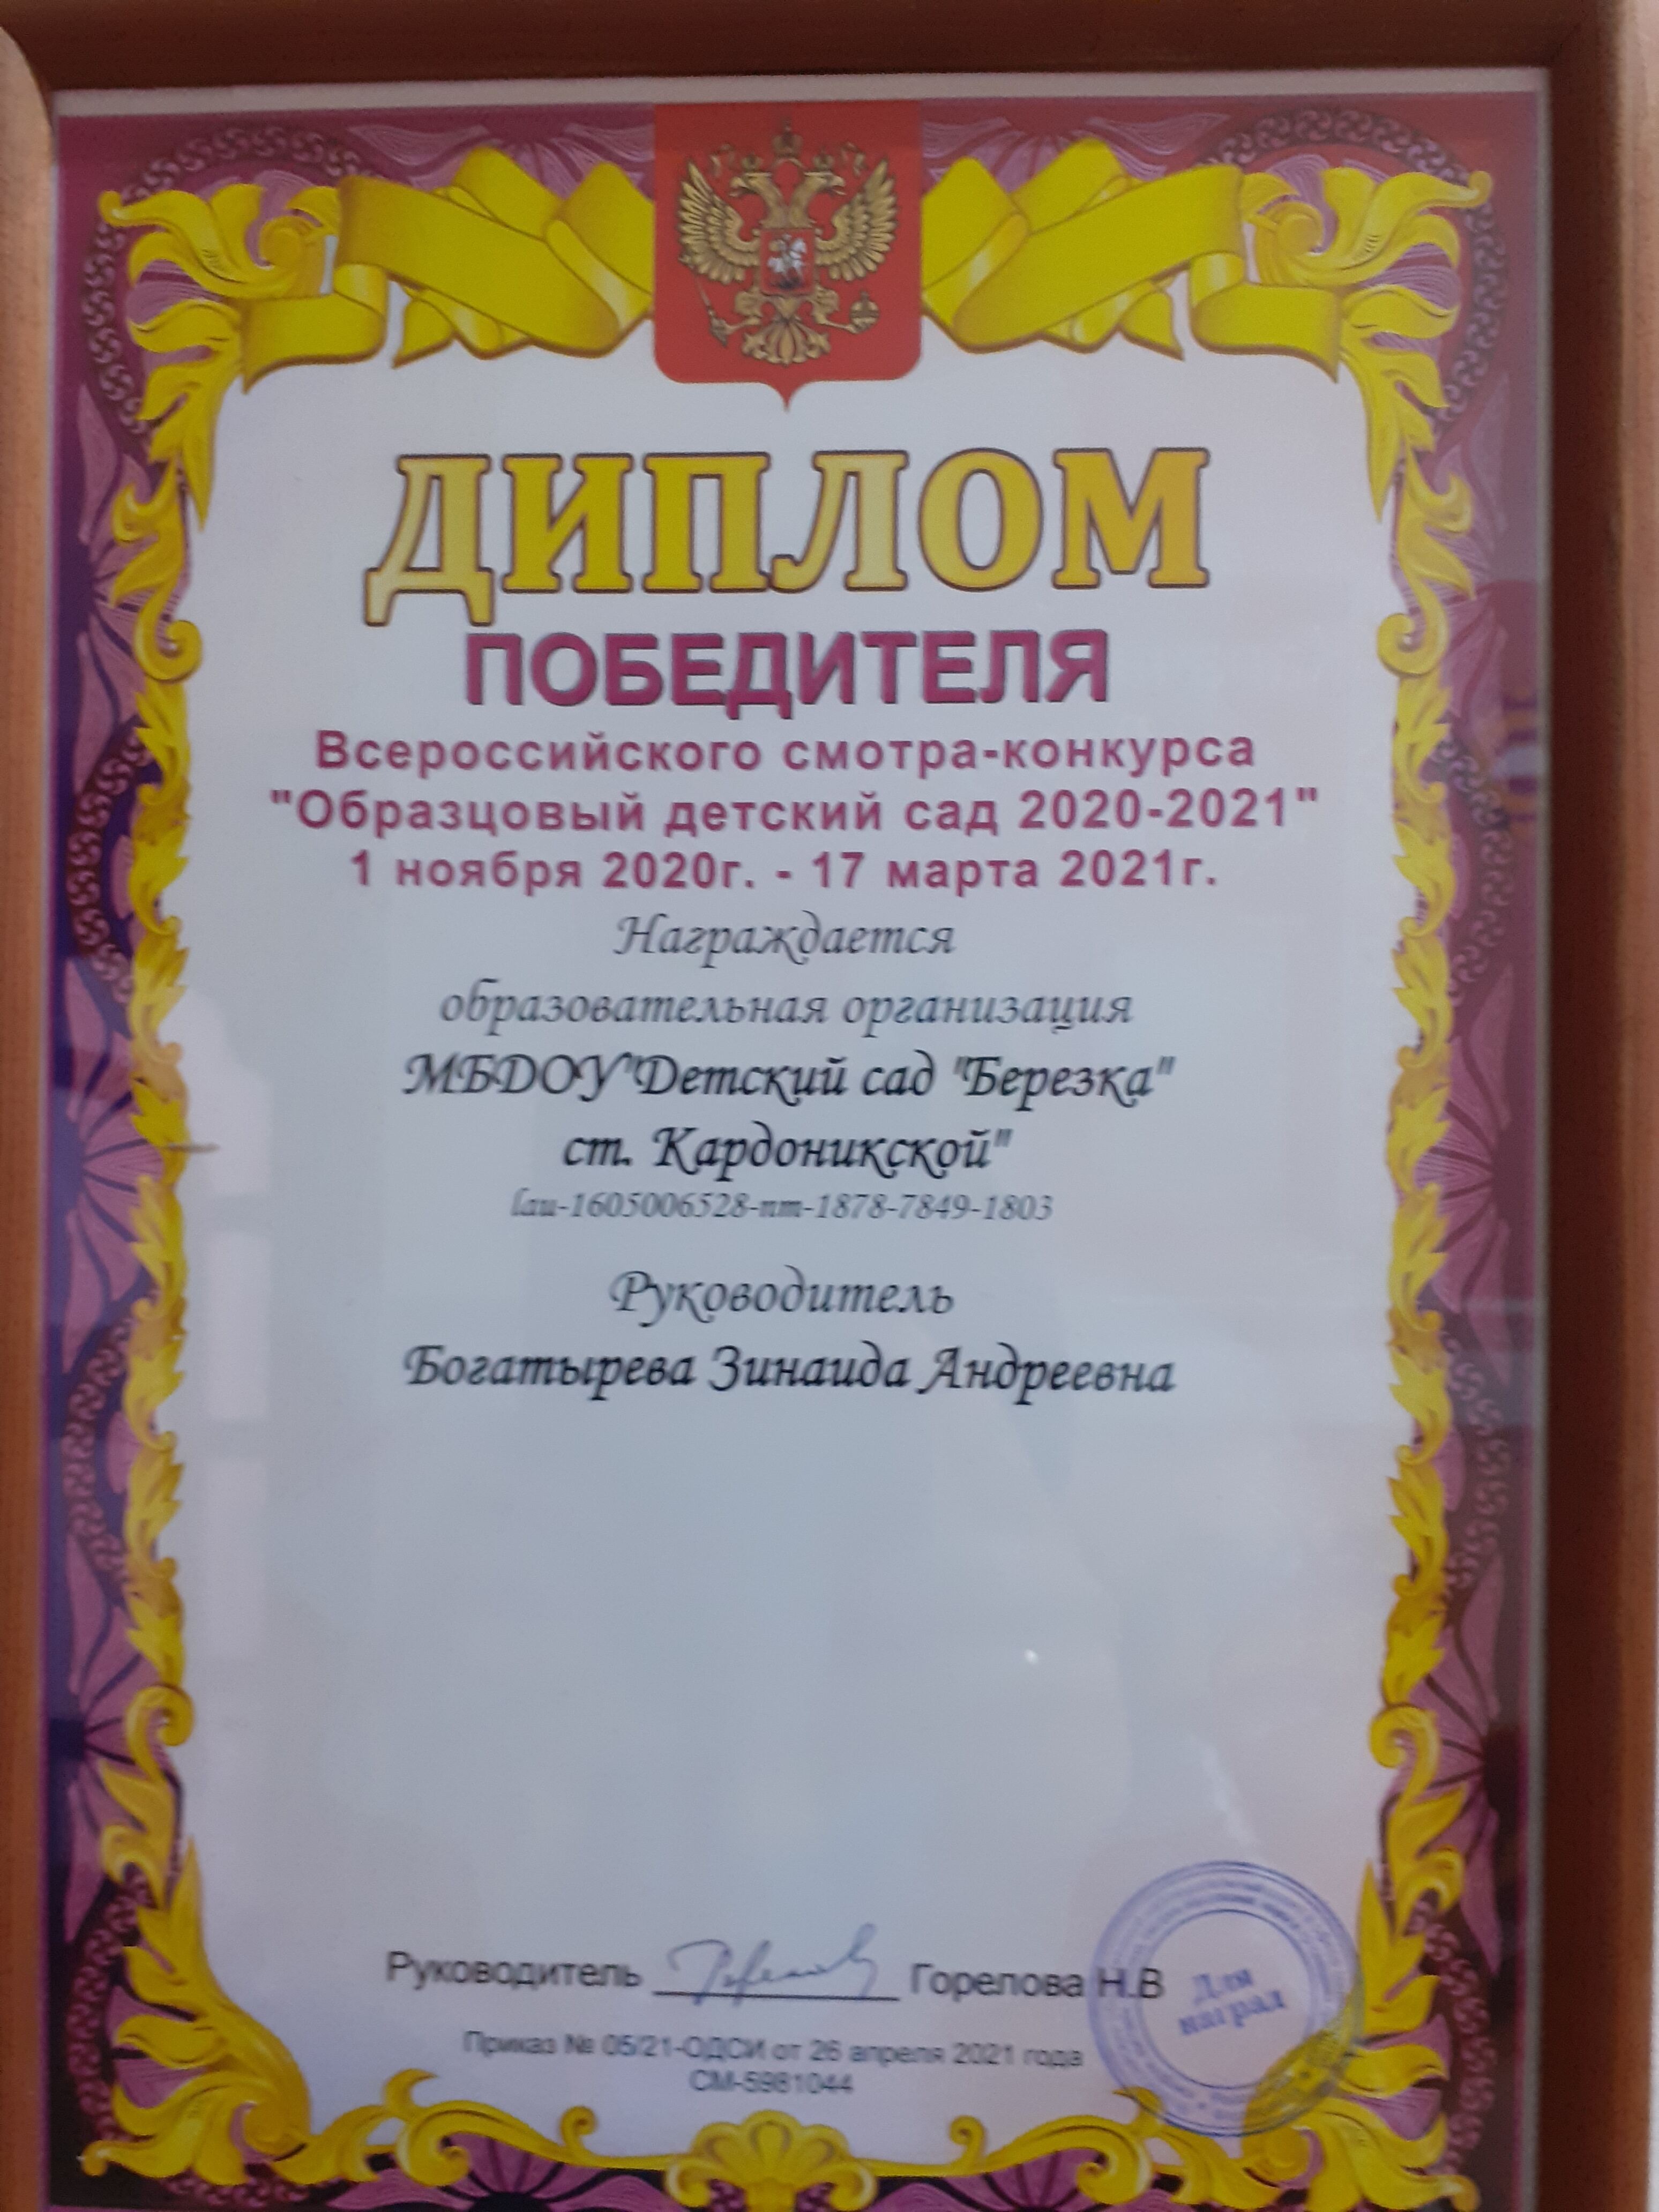 ДИПЛОМ
ПОБЕДИТЕЛЯ
Всероссийского смотра-конкурса
"Образцовый детский сад 2020-2021"
1 ноября 2020г. - 17 марта 2021г.
Награждается
образовательная организация
МБДОУ"Детский сад "Березка"
ст. Кардоникской"
lau-1605006528-nm-1878-7849-1803
Руководитель
Богатырева Зинаида Андреевна
Руководитель Горелова Н.В
Для
наград
Приказ № 05/21-ОДСИ от 26 апреля 2021 года
СМ-5981044